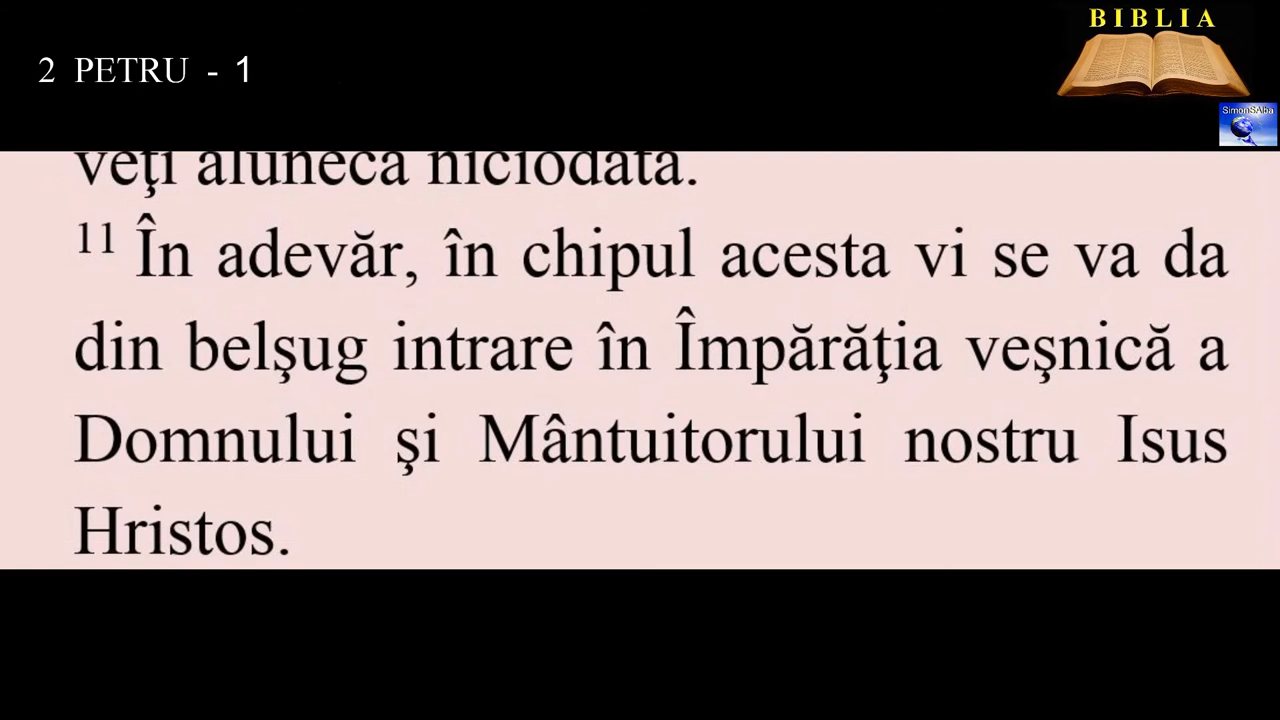 BIBLIA
2 PETRU - 1
SimonSAlba
veţi aluneca niciodată.
11 În adevăr, în chipul acesta vi se va da
din belşug intrare în Împărăţia veşnică a
Domnului şi Mântuitorului nostru Isus
Hristos.